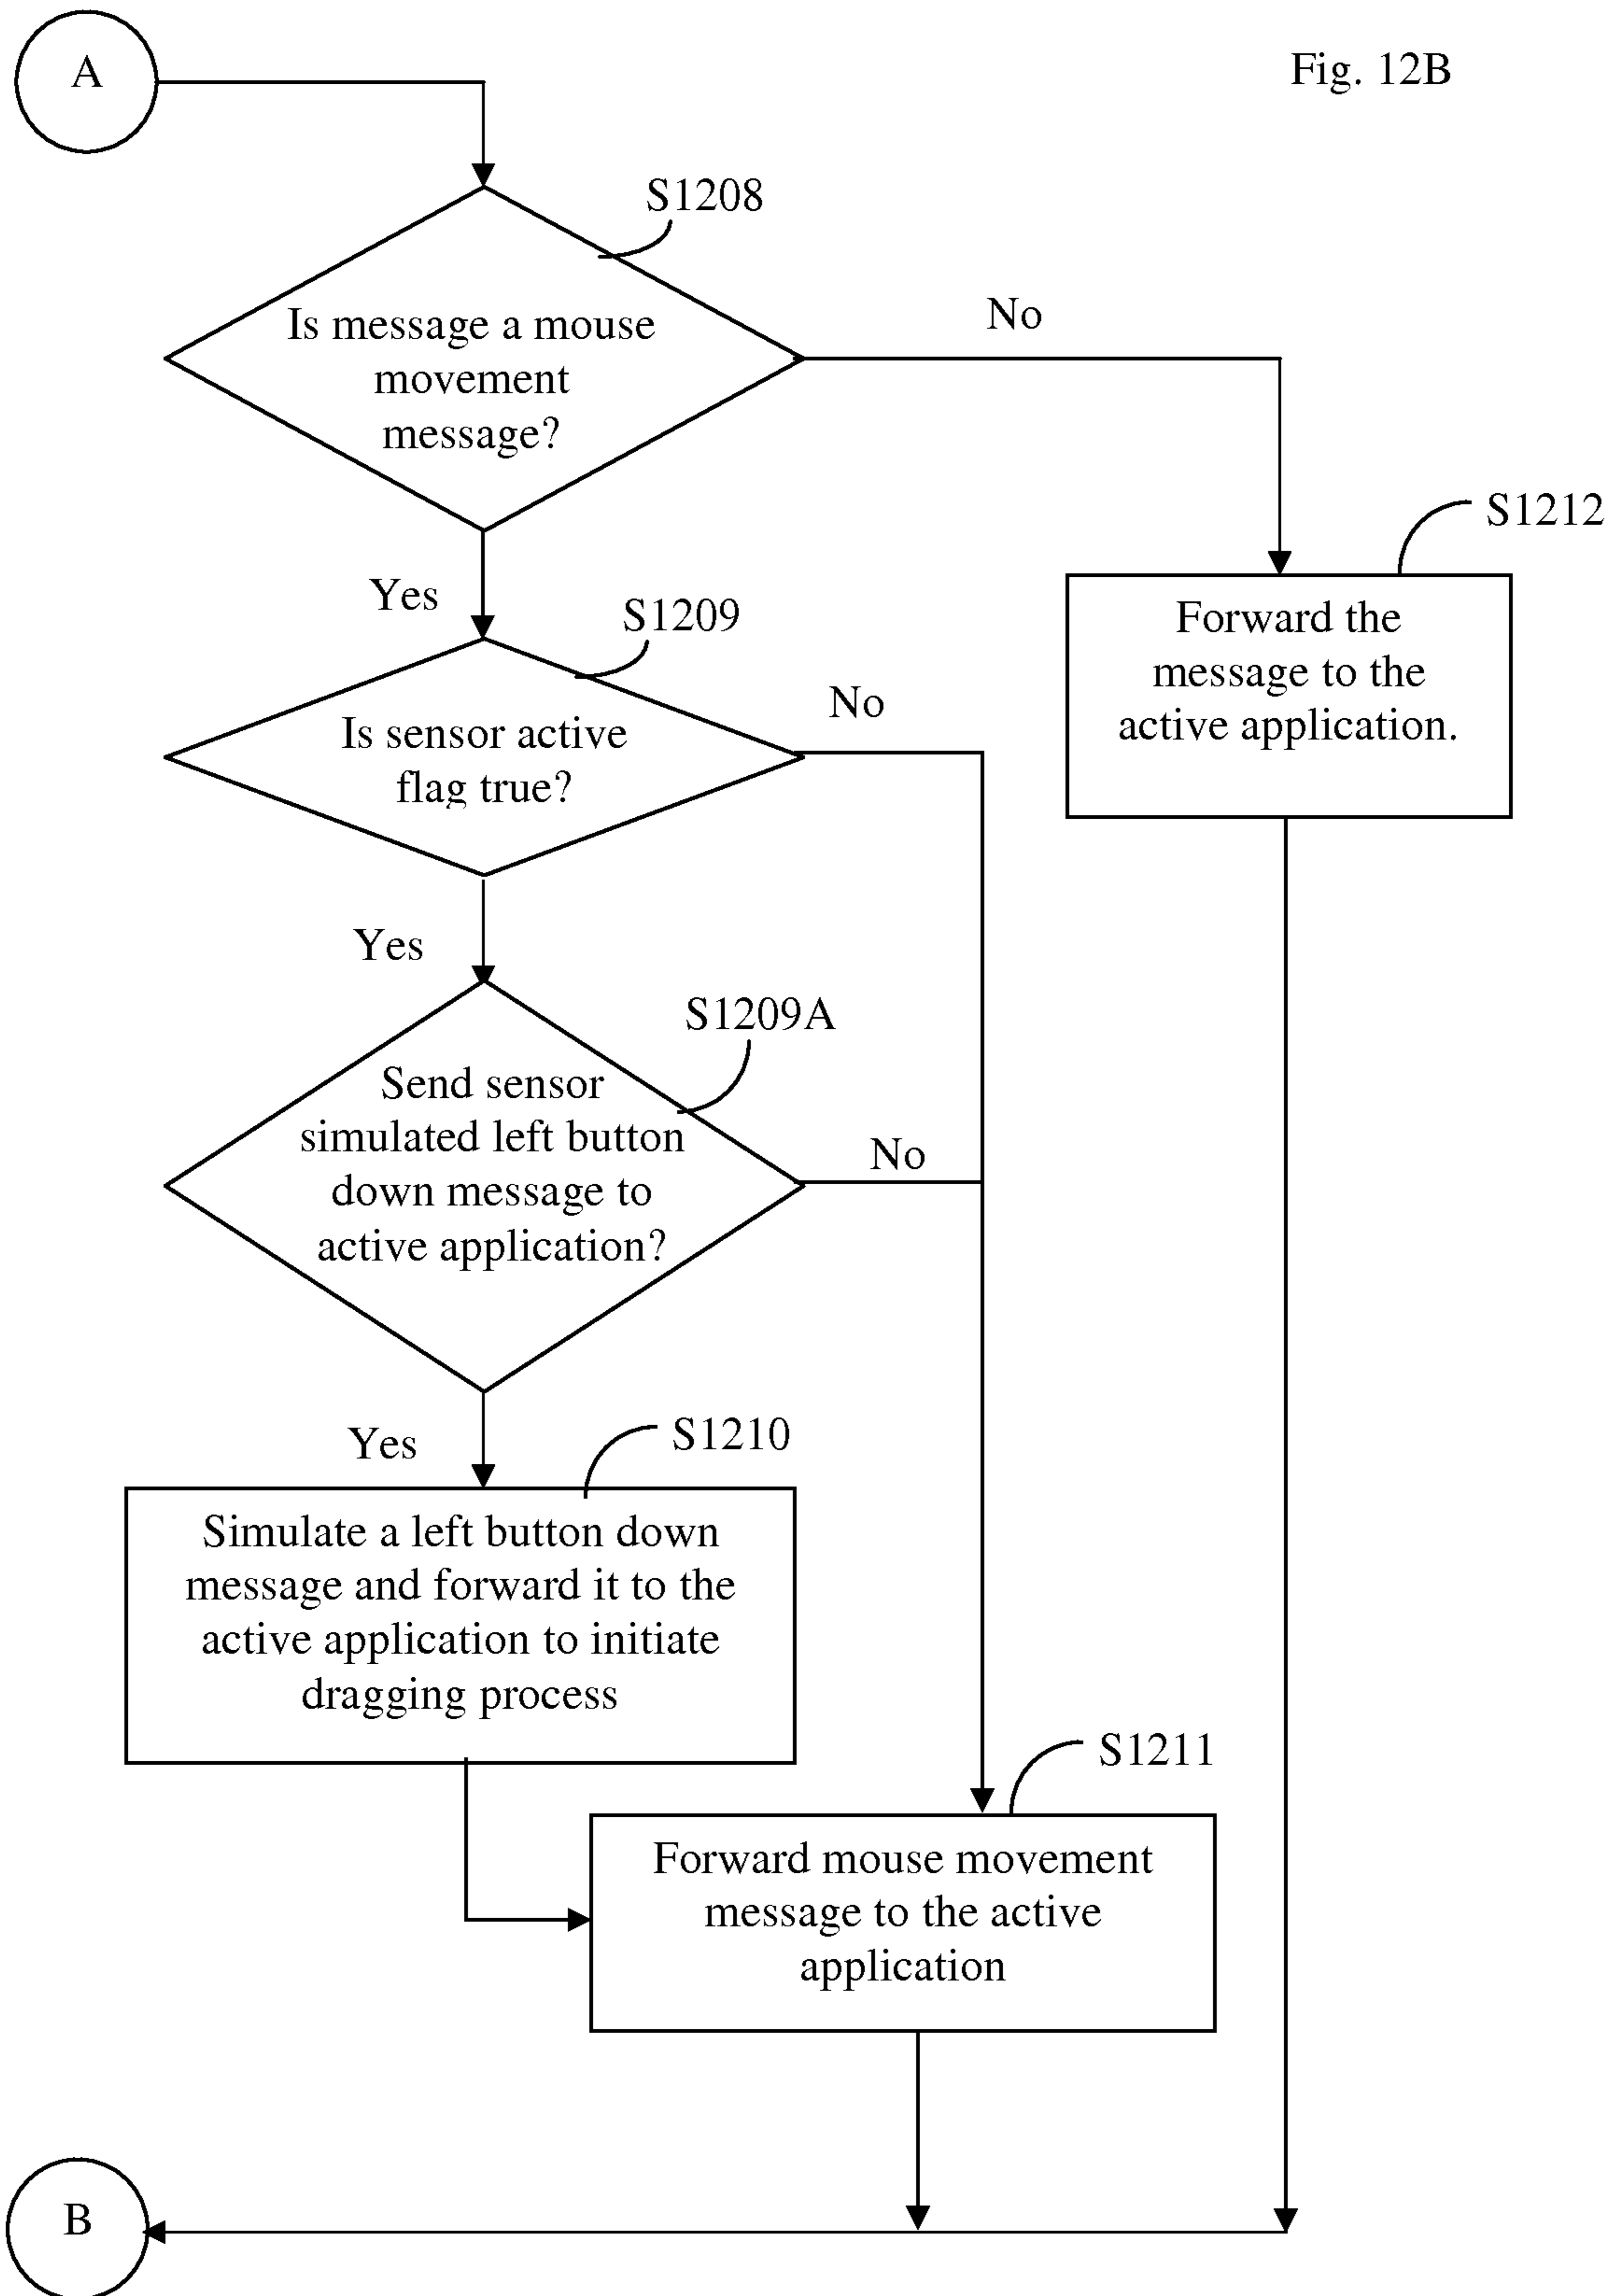 A
Fig. 12B
S1208
Is message a mouse
movement
message?
No
S1212
Yes
Forward the
message to the
active application.
S1209
Is sensor active
flag true?
No
Yes
S1209A
Send sensor
simulated left button
down message to
active application?
No
Yes
S1210
Simulate a left button down
message and forward it to the
active application to initiate
dragging process
S1211
Forward mouse movement
message to the active
application
B